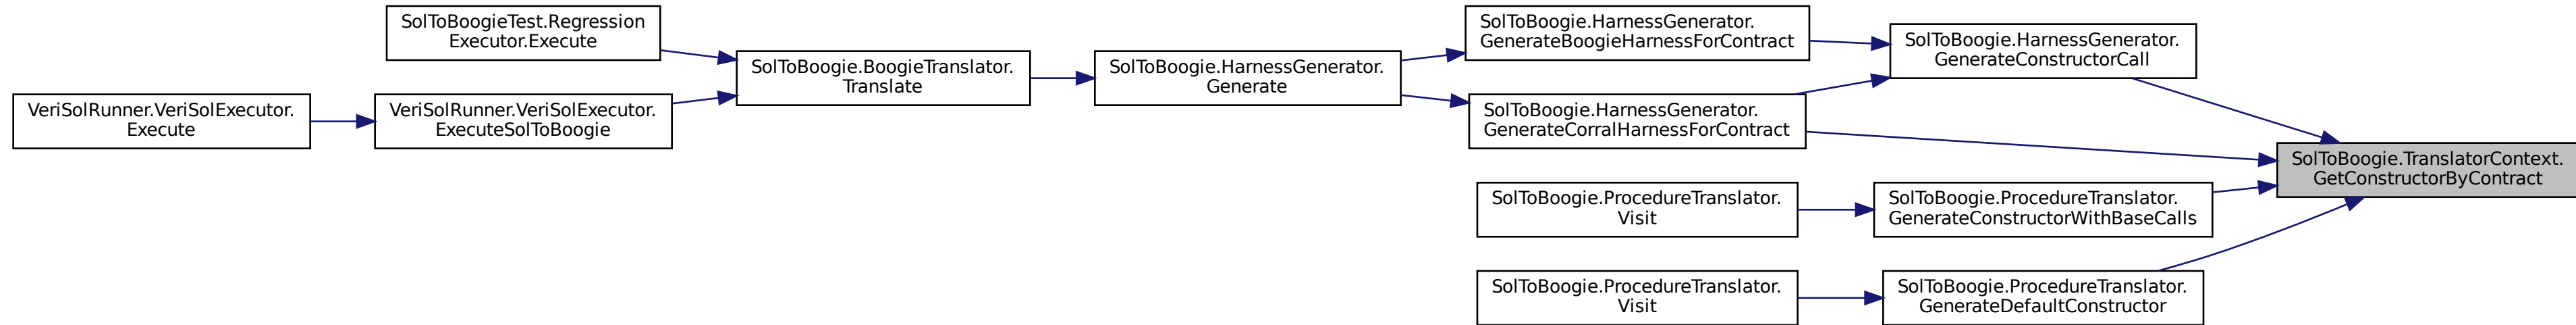 SolToBoogieTest.Regression
Executor.Execute
VeriSolRunner.VeriSolExecutor.
Execute
VeriSolRunner.VeriSolExecutor.
ExecuteSolToBoogie
SolToBoogie.BoogieTranslator.
Translate
SolToBoogie.HarnessGenerator.
Generate
SolToBoogie.HarnessGenerator.
GenerateBoogieHarnessForContract
SolToBoogie.HarnessGenerator.
GenerateCorralHarnessForContract
SolToBoogie.ProcedureTranslator.
Visit
SolToBoogie.ProcedureTranslator.
Visit
SolToBoogie.HarnessGenerator.
GenerateConstructorCall
SolToBoogie.ProcedureTranslator.
GenerateConstructorWithBaseCalls
SolToBoogie.ProcedureTranslator.
GenerateDefaultConstructor
SolToBoogie.TranslatorContext.
GetConstructorByContract